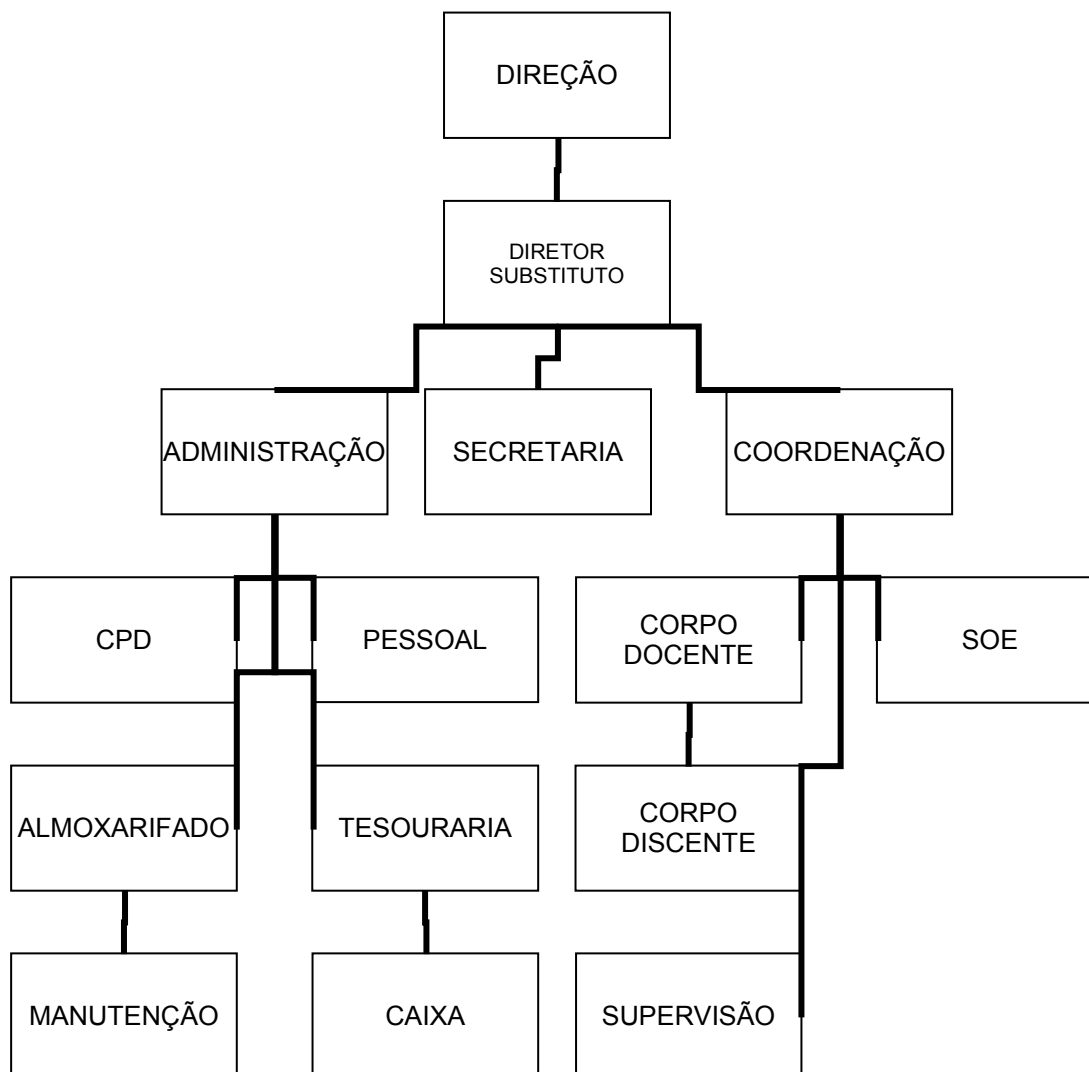 DIREÇÃO
DIRETOR
SUBSTITUTO
ADMINISTRAÇÃO
SECRETARIA
COORDENAÇÃO
CPD
PESSOAL
CORPO
DOCENTE
SOE
ALMOXARIFADO
TESOURARIA
CORPO
DISCENTE
MANUTENÇÃO
CAIXA
SUPERVISÃO